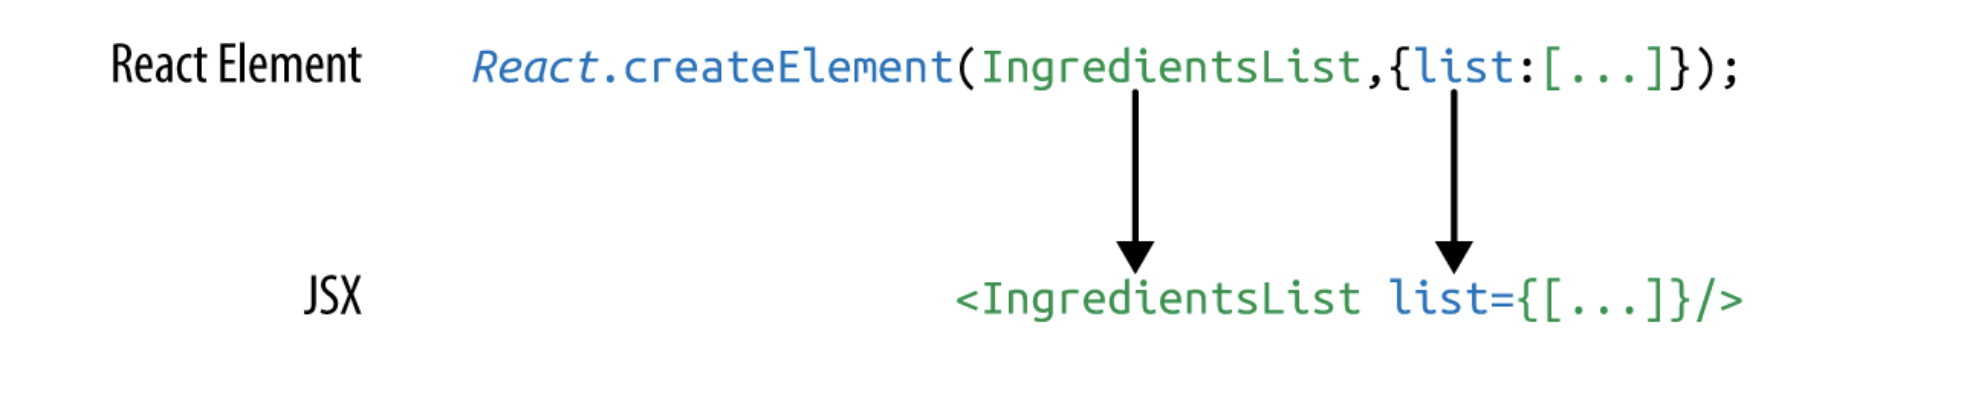 React Element React.createElement(IngredientsList,{list:[...]});
JSX <IngredientsList list={[...]}/>